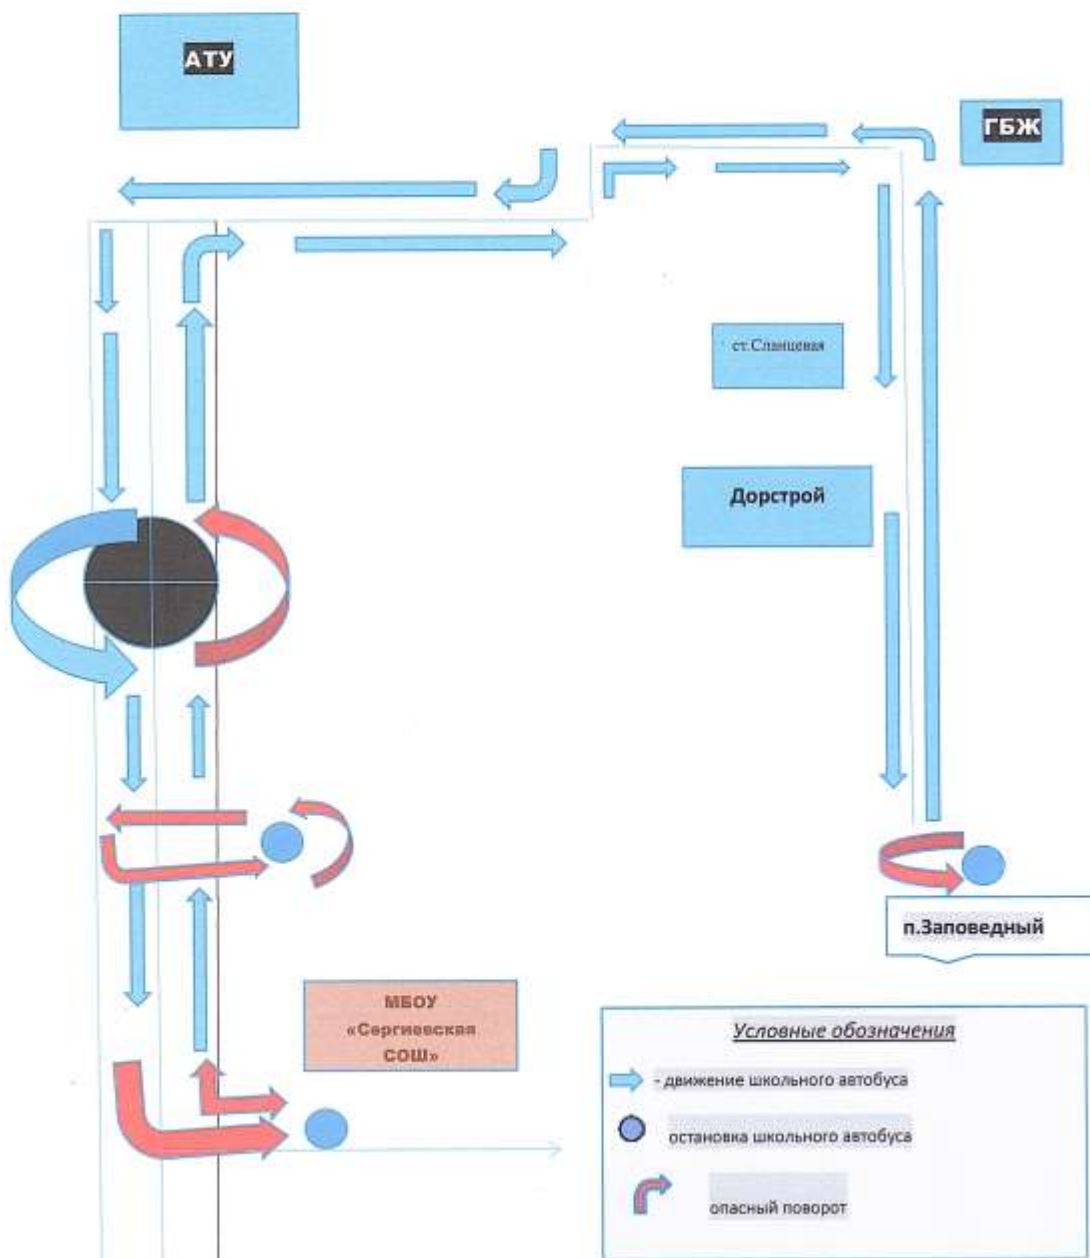 АТУ
ГБЖ
ст.Сланцевая
Дорстрой
п.Заповедный
МБОУ
«Сергиевская
СОШ»
Условные обозначения
- движение школьного автобуса
остановка школьного автобуса
опасный поворот